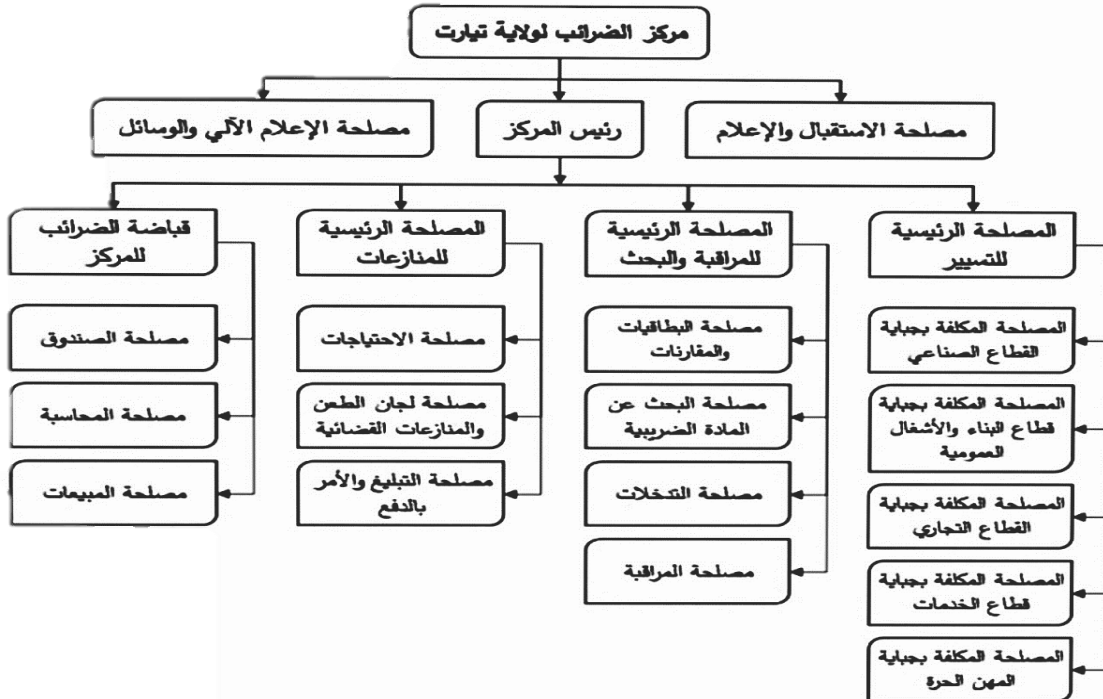 مركز الضرائب لولاية تيارت
مصلحة الاستقبال والإعلام
رئيس المركز
مصلحة الإعلام الآلي والوسائل
المصلحة الرئيسية
للتسيير
المصلحة المكلفة بجباية
القطاع الصناعي
المصلحة المكلفة بجباية
قطاع البناء والأشغال
العمومية
المصلحة المكلفة بجباية
القطاع التجاري
المصلحة المكلفة بجباية
قطاع الخدمات
المصلحة المكلفة بجباية
المهن الحرة
المصلحة الرئيسية
للمراقبة والبحث
مصلحة البطاقيات
والمقارنات
مصلحة البحث عن
المادة الضريبية
مصلحة التدخلات
مصلحة المراقبة
المصلحة الرئيسية
للمنازعات
مصلحة الاحتياجات
مصلحة لجان الطعن
والمنازعات القضائية
مصلحة التبليغ والأمر
بالدفع
قباضة الضرائب
للمركز
مصلحة الصندوق
مصلحة المحاسبة
مصلحة المبيعات